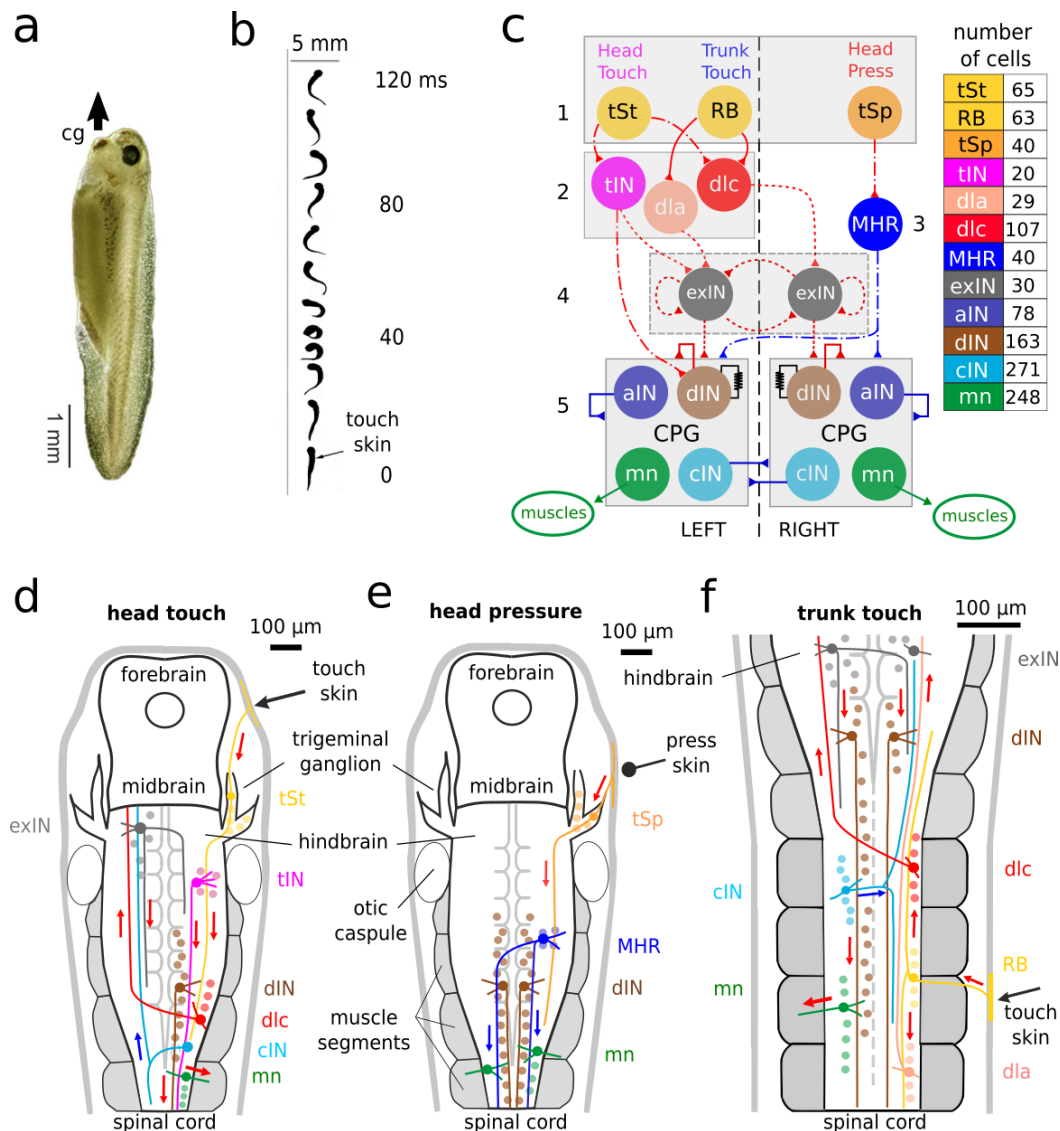 a
cg
1 mm
b
5 mm
120 ms
80
40
touch
skin
0
c
Head
Touch
Trunk
Touch
Head
Press
1
tSt
RB
tSp
2
tIN
dla
dlc
MHR
3
4
exIN
exIN
5
aIN
dIN
dIN
aIN
CPG
CPG
mn
cIN
cIN
mn
muscles
muscles
LEFT
RIGHT
number
of cells
tSt 65
RB 63
tSp 40
tIN 20
dla 29
dlc 107
MHR 40
exIN 30
aIN 78
dIN 163
cIN 271
mn 248
d
head touch
100 µm
touch
skin
forebrain
trigeminal
ganglion
midbrain
tSt
exIN
hindbrain
tIN
otic
caspule
dIN
dlc
muscle
segments
cIN
mn
spinal cord
e
head pressure
100 µm
forebrain
press
skin
midbrain
tSp
MHR
dIN
mn
spinal cord
f
trunk touch
100 µm
exIN
hindbrain
dIN
dlc
cIN
RB
mn
touch
skin
dla
spinal cord